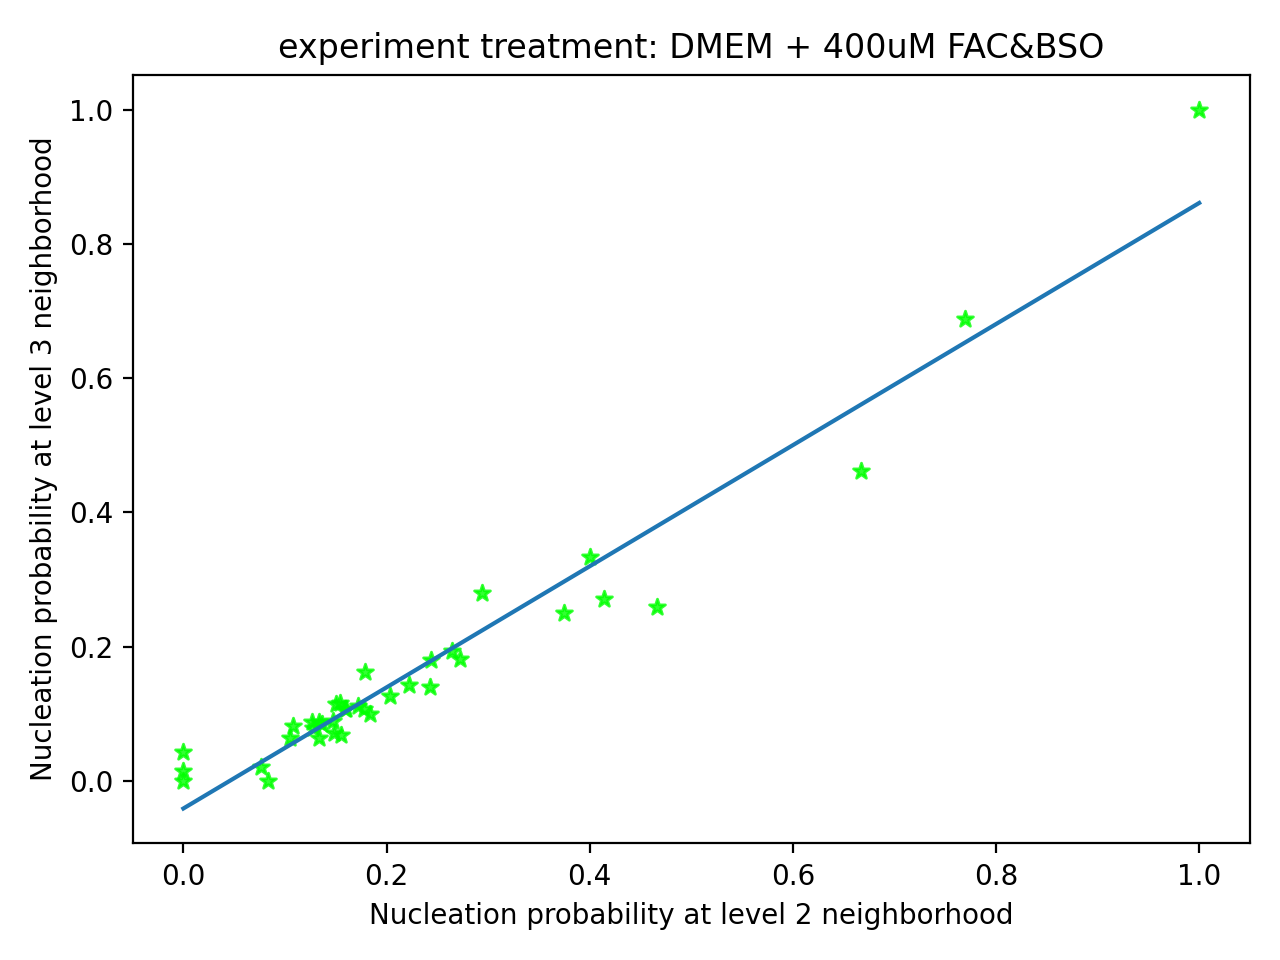 experiment treatment: DMEM + 400uM FAC&BSO
Nucleation probability at level 3 neighborhood
1.0
0.8
0.6
0.4
0.2
0.0
0.0 0.2 0.4 0.6 0.8 1.0
Nucleation probability at level 2 neighborhood